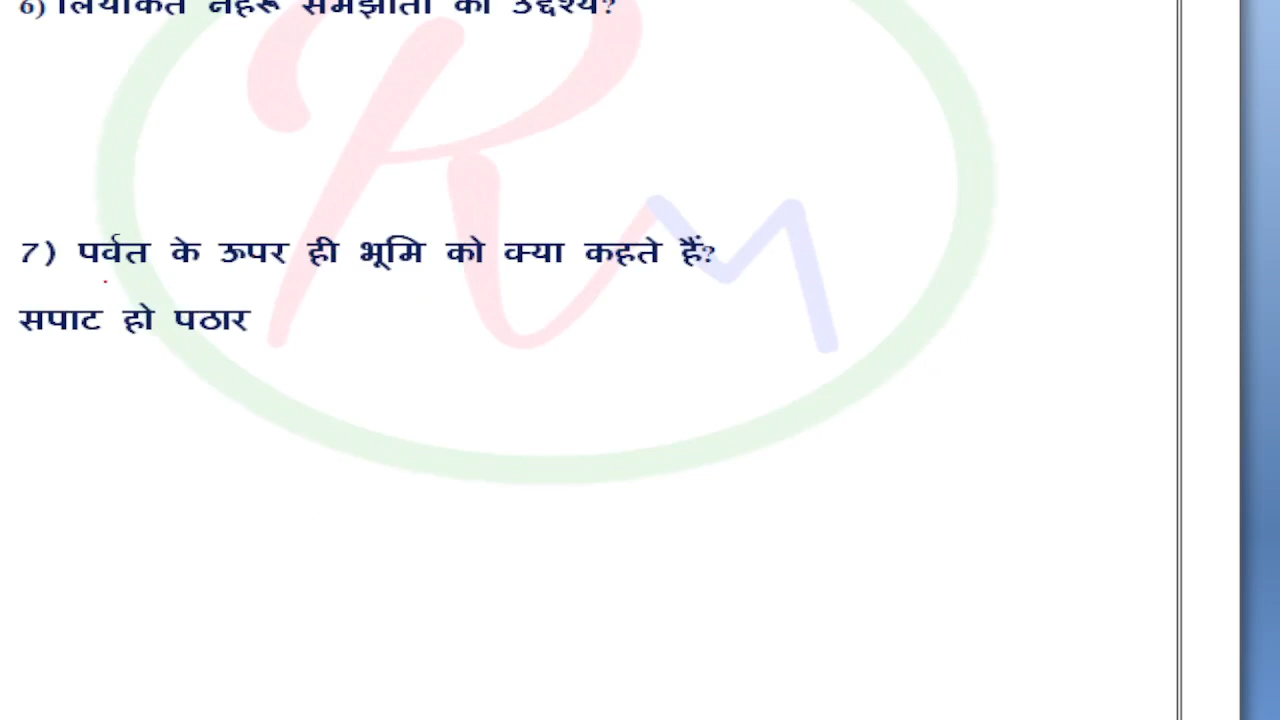 6) लियाकत नेहरू समझौता का उद्देश्य?
7) पर्वत के ऊपर ही भूमि को क्या कहते हैं?
सपाट हो पठार